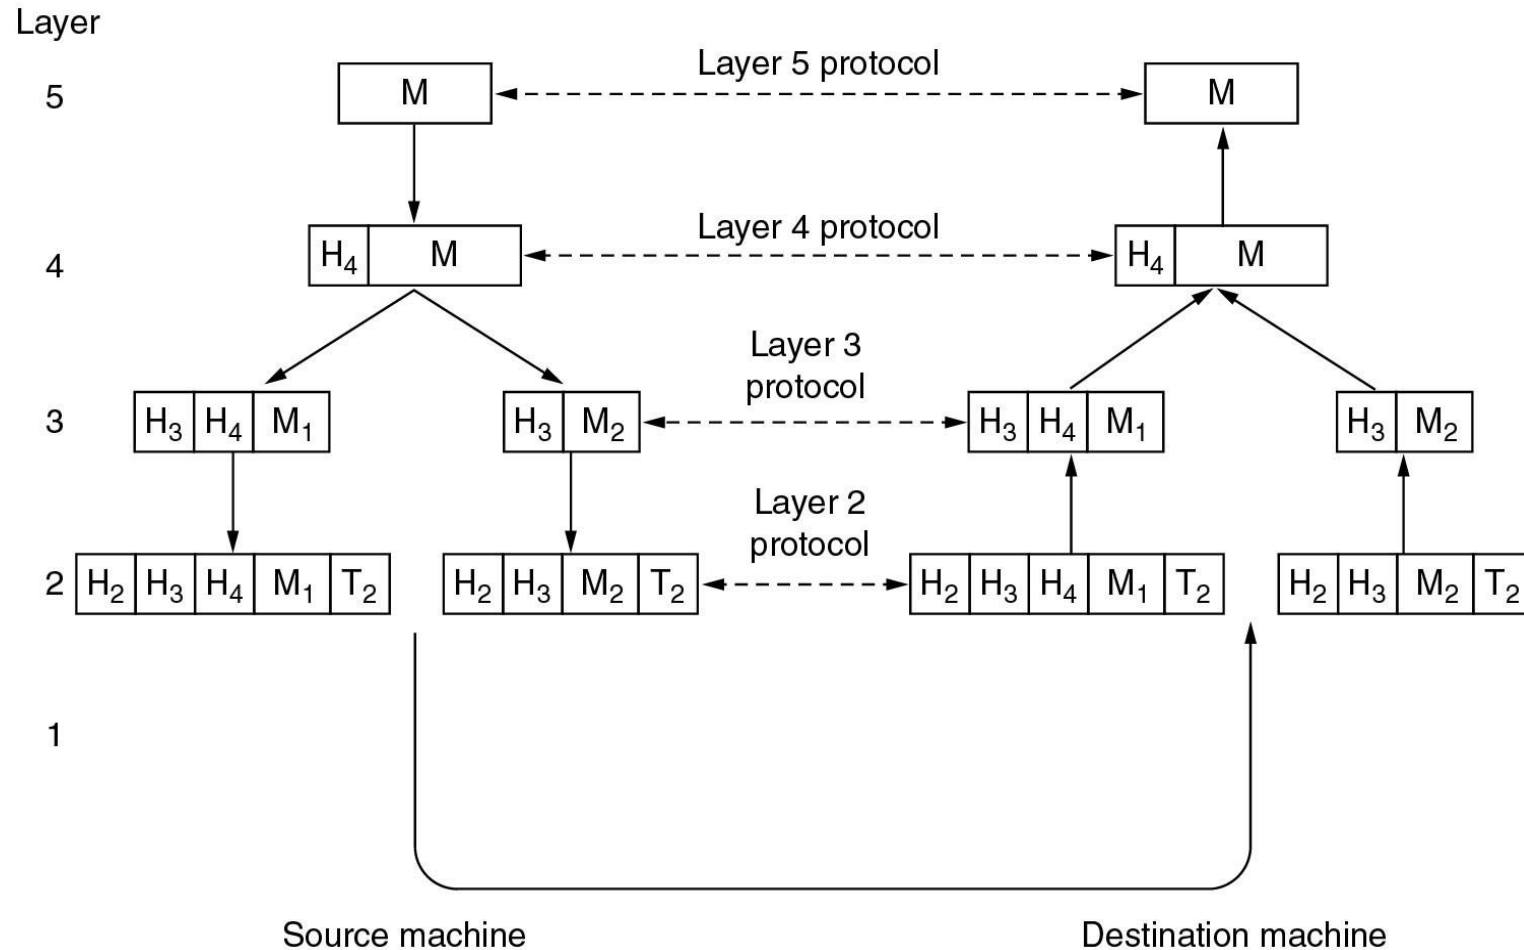 Layer
5 M Layer 5 protocol M
4 H₄ M Layer 4 protocol H₄ M
Layer 3
protocol
3 H₃ H₄ M₁ H₃ M₂ H₃ H₄ M₁ H₃ M₂
Layer 2
protocol
2 H₂ H₃ H₄ M₁ T₂ H₂ H₃ M₂ T₂ H₂ H₃ H₄ M₁ T₂ H₂ H₃ M₂ T₂
1
Source machine Destination machine